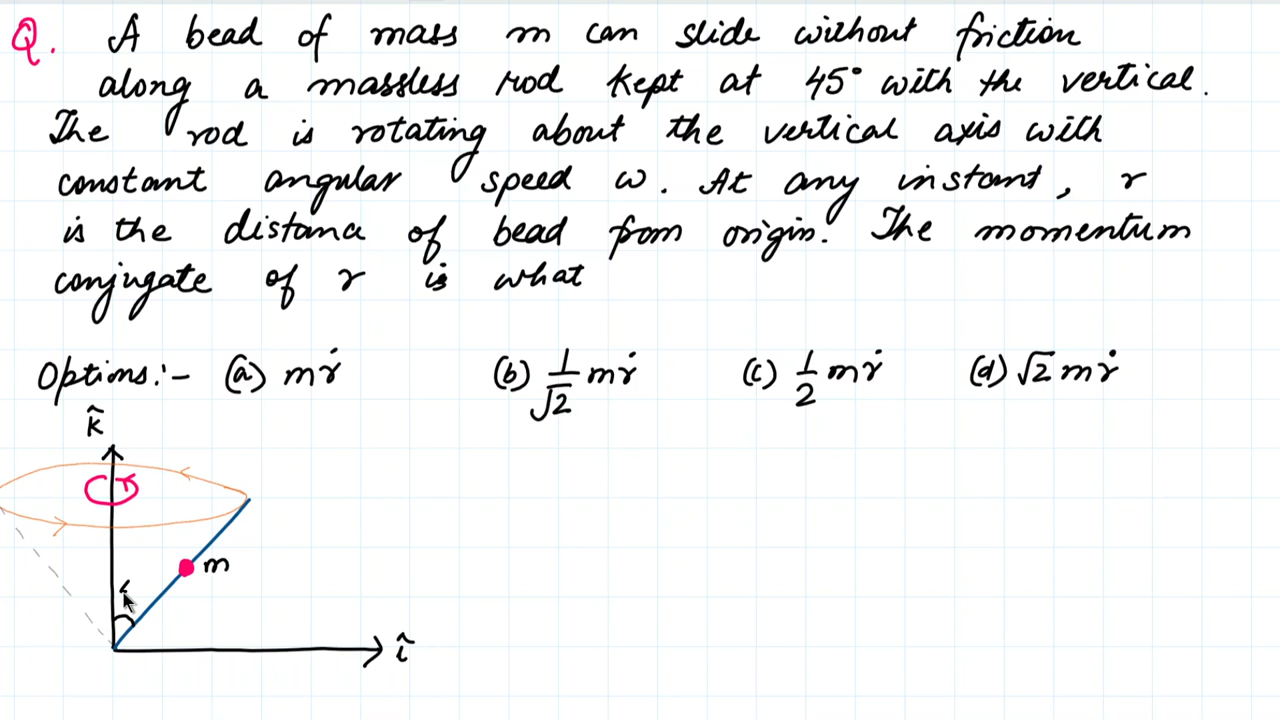 Q. A bead of mass m can slide without friction
along a massless rod kept at 45° with the vertical.
The rod is rotating about the vertical axis with
constant angular speed ω. At any instant, r
is the distance of bead from origin. The momentum
conjugate of r is what
Options:- (a) mṙ (b) 1/√2 mṙ (c) 1/2 mṙ (d) √2 mṙ
k̂
m
î